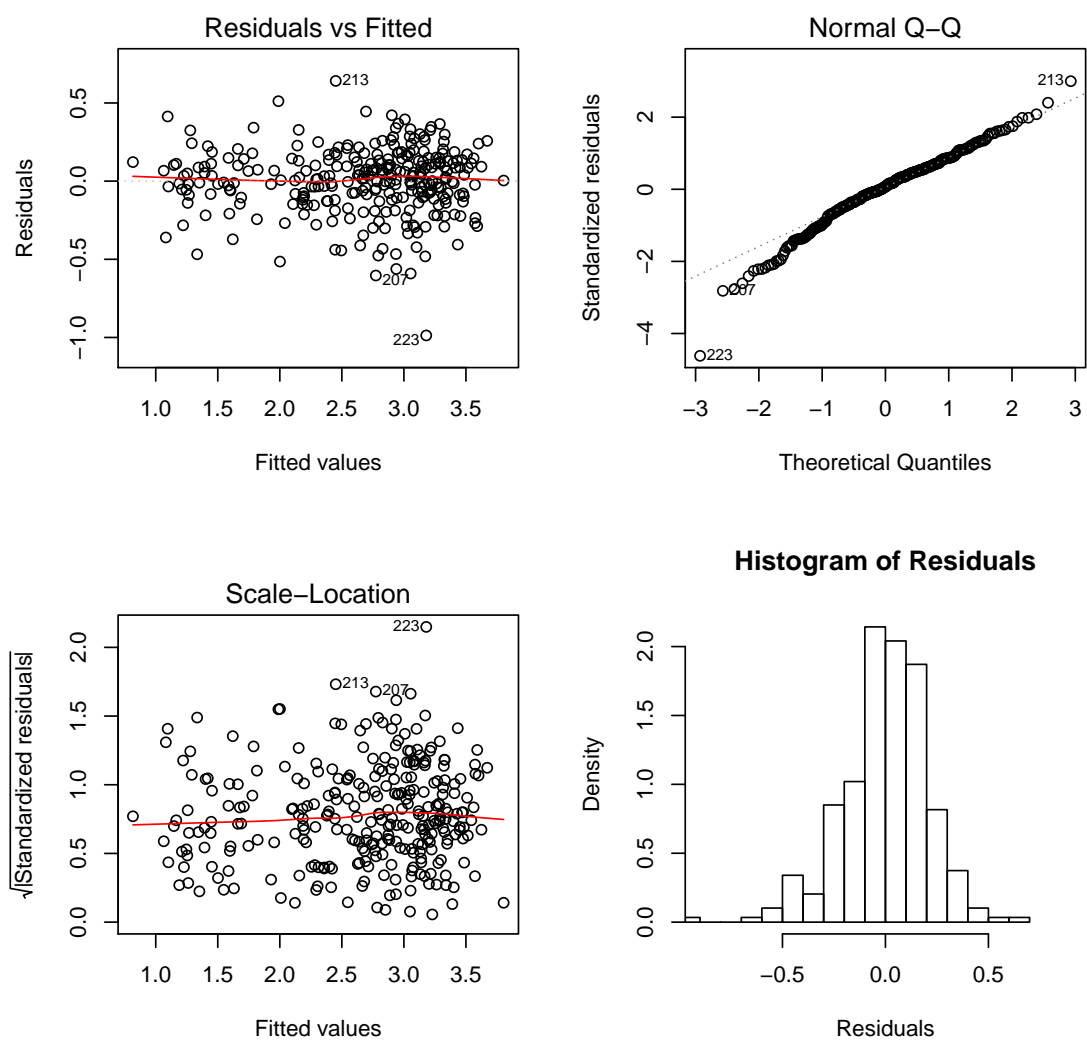 Residuals vs Fitted
Residuals
0.5
0.0
−0.5
−1.0
213
207
223
1.0 1.5 2.0 2.5 3.0 3.5
Fitted values
Normal Q−Q
Standardized residuals
2
0
−2
−4
213
207
223
−3 −2 −1 0 1 2 3
Theoretical Quantiles
Scale−Location
√|Standardized residuals|
2.0
1.5
1.0
0.5
0.0
223
213
207
1.0 1.5 2.0 2.5 3.0 3.5
Fitted values
Histogram of Residuals
Density
2.0
1.5
1.0
0.5
0.0
−0.5 0.0 0.5
Residuals